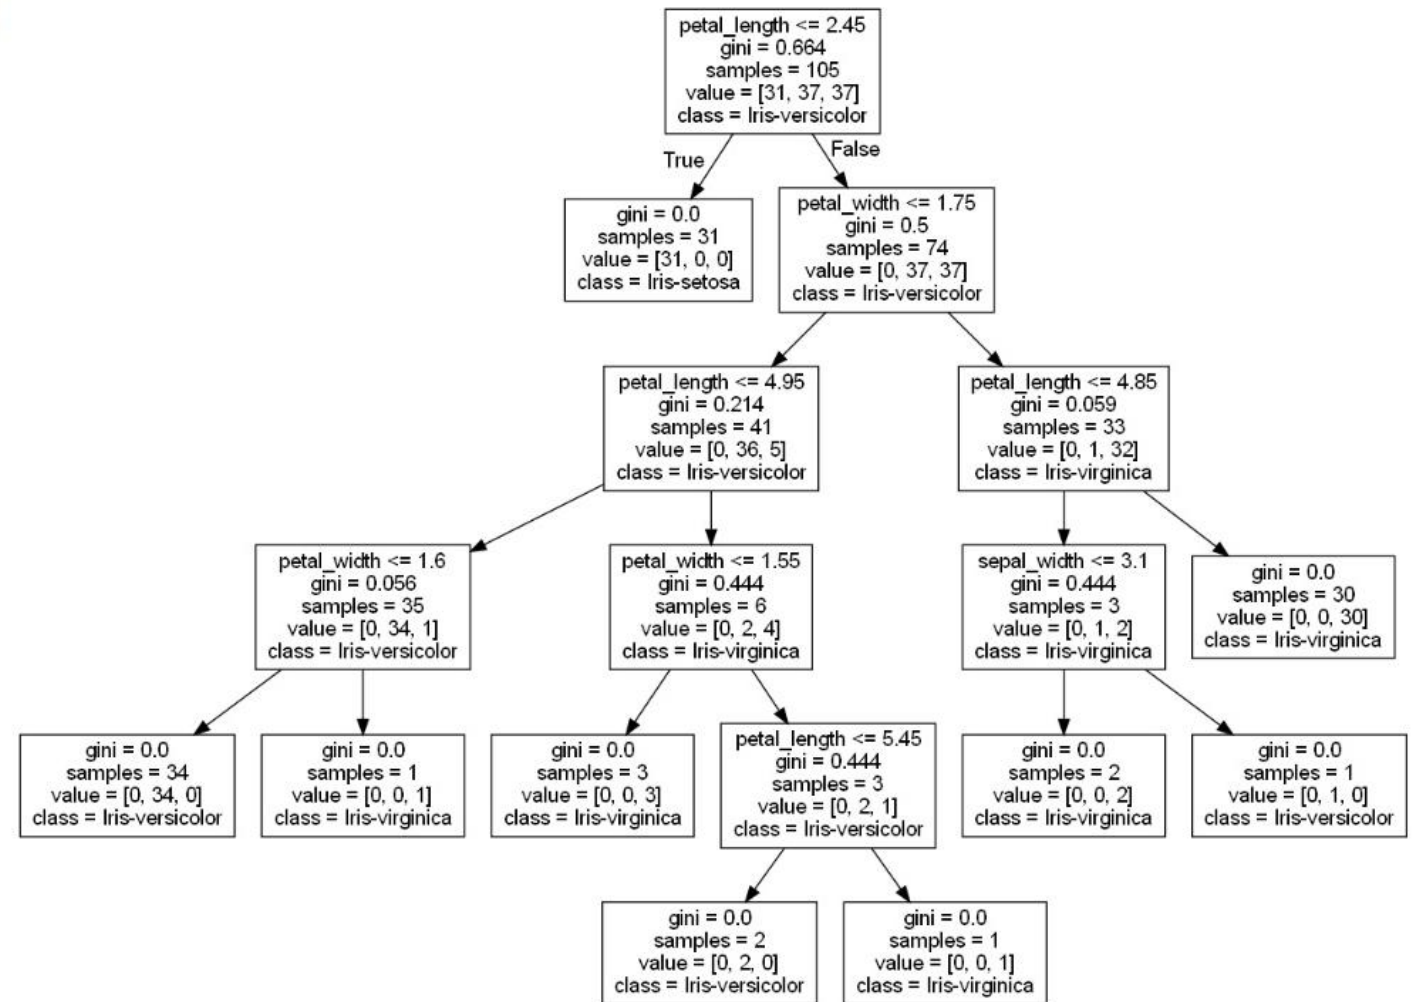 petal_length <= 2.45
gini = 0.664
samples = 105
value = [31, 37, 37]
class = Iris-versicolor
True
False
gini = 0.0
samples = 31
value = [31, 0, 0]
class = Iris-setosa
petal_width <= 1.75
gini = 0.5
samples = 74
value = [0, 37, 37]
class = Iris-versicolor
petal_length <= 4.95
gini = 0.214
samples = 41
value = [0, 36, 5]
class = Iris-versicolor
petal_length <= 4.85
gini = 0.059
samples = 33
value = [0, 1, 32]
class = Iris-virginica
petal_width <= 1.6
gini = 0.056
samples = 35
value = [0, 34, 1]
class = Iris-versicolor
petal_width <= 1.55
gini = 0.444
samples = 6
value = [0, 2, 4]
class = Iris-virginica
sepal_width <= 3.1
gini = 0.444
samples = 3
value = [0, 1, 2]
class = Iris-virginica
gini = 0.0
samples = 30
value = [0, 0, 30]
class = Iris-virginica
gini = 0.0
samples = 34
value = [0, 34, 0]
class = Iris-versicolor
gini = 0.0
samples = 1
value = [0, 0, 1]
class = Iris-virginica
gini = 0.0
samples = 3
value = [0, 0, 3]
class = Iris-virginica
petal_length <= 5.45
gini = 0.444
samples = 3
value = [0, 2, 1]
class = Iris-versicolor
gini = 0.0
samples = 2
value = [0, 0, 2]
class = Iris-virginica
gini = 0.0
samples = 1
value = [0, 1, 0]
class = Iris-versicolor
gini = 0.0
samples = 2
value = [0, 2, 0]
class = Iris-versicolor
gini = 0.0
samples = 1
value = [0, 0, 1]
class = Iris-virginica